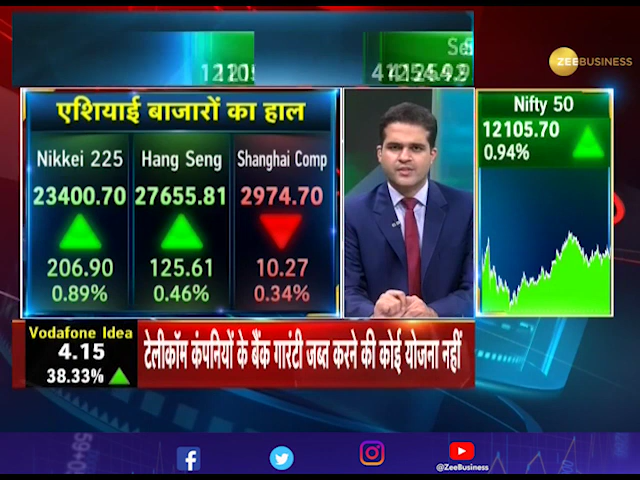 ZEEBUSINESS
एशियाई बाजारों का हाल
Nikkei 225
23400.70
206.90
0.89%
Hang Seng
27655.81
125.61
0.46%
Shanghai Comp
2974.70
10.27
0.34%
Nifty 50
12105.70
0.94%
Vodafone Idea
4.15
38.33%
टेलीकॉम कंपनियों के बैंक गारंटी जब्त करने की कोई योजना नहीं
@ZeeBusiness